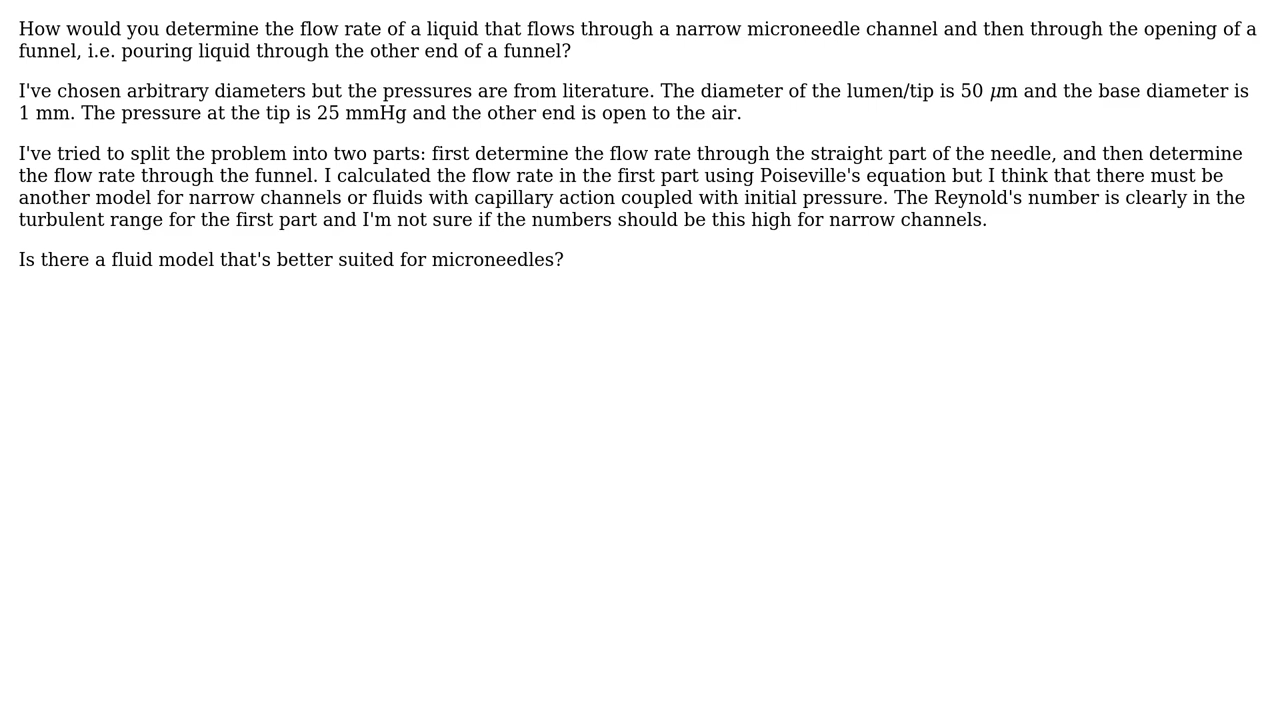 How would you determine the flow rate of a liquid that flows through a narrow microneedle channel and then through the opening of a
funnel, i.e. pouring liquid through the other end of a funnel?
I've chosen arbitrary diameters but the pressures are from literature. The diameter of the lumen/tip is 50 μm and the base diameter is
1 mm. The pressure at the tip is 25 mmHg and the other end is open to the air.
I've tried to split the problem into two parts: first determine the flow rate through the straight part of the needle, and then determine
the flow rate through the funnel. I calculated the flow rate in the first part using Poiseville's equation but I think that there must be
another model for narrow channels or fluids with capillary action coupled with initial pressure. The Reynold's number is clearly in the
turbulent range for the first part and I'm not sure if the numbers should be this high for narrow channels.
Is there a fluid model that's better suited for microneedles?